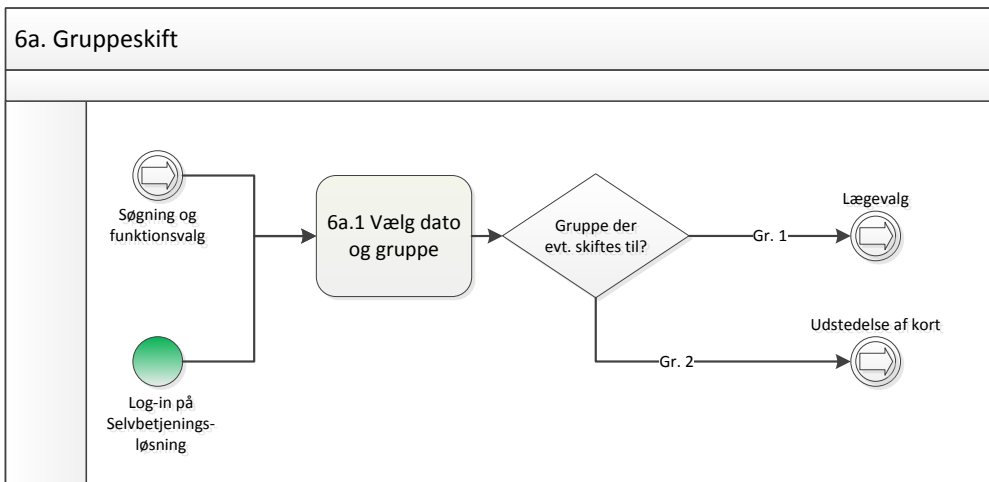 6a. Gruppeskift
Søgning og
funktionsvalg
Log-in på
Selvbetjenings-
løsning
6a.1 Vælg dato
og gruppe
Gruppe der
evt. skiftes til?
Gr. 1
Lægevalg
Gr. 2
Udstedelse af kort